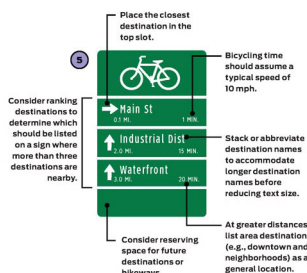 Place the closest
destination in the
top slot.
5
Bicycling time
should assume a
typical speed of
10 mph.
Main St
0.1 MI. 1 MIN.
Consider ranking
destinations to
determine which
should be listed
on a sign where
more than three
destinations are
nearby.
Industrial Dist
2.0 MI. 15 MIN.
Stack or abbreviate
destination names
to accommodate
longer destination
names before
reducing text size.
Waterfront
3.0 MI. 20 MIN.
At greater distances
list area destination
(e.g., downtown and
neighborhoods) as a
general location.
Consider reserving
space for future
destinations or
bikeways.